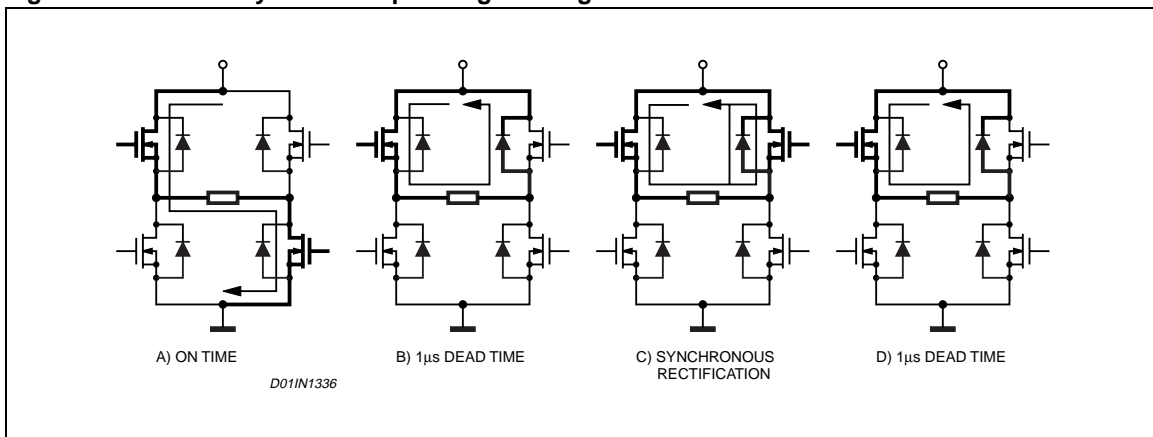 A) ON TIME
B) 1μs DEAD TIME
C) SYNCHRONOUS
RECTIFICATION
D) 1μs DEAD TIME
D01IN1336